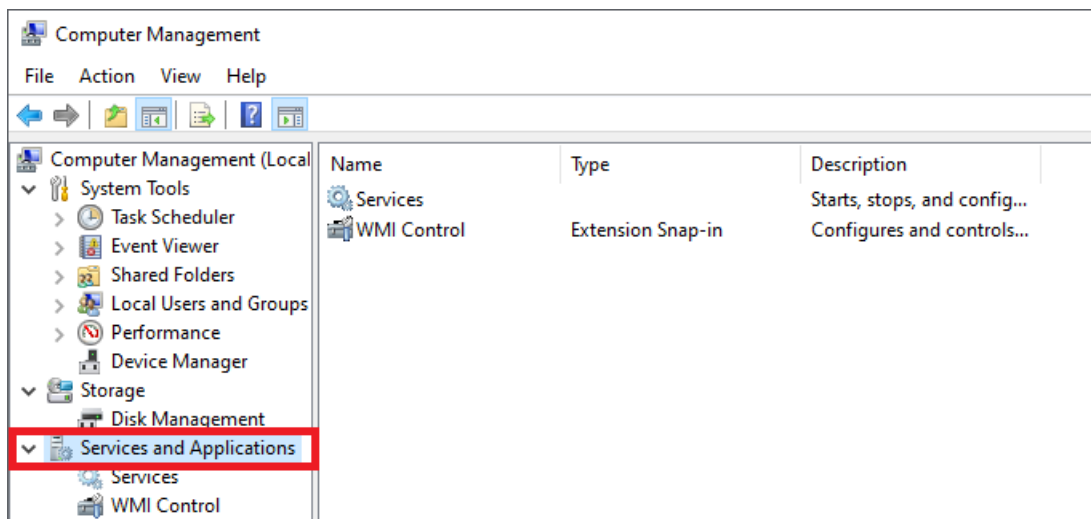 Computer Management
File Action View Help
Computer Management (Local
System Tools
Task Scheduler
Event Viewer
Shared Folders
Local Users and Groups
Performance
Device Manager
Storage
Disk Management
Services and Applications
Services
WMI Control
Name Type Description
Services Starts, stops, and config...
WMI Control Extension Snap-in Configures and controls...